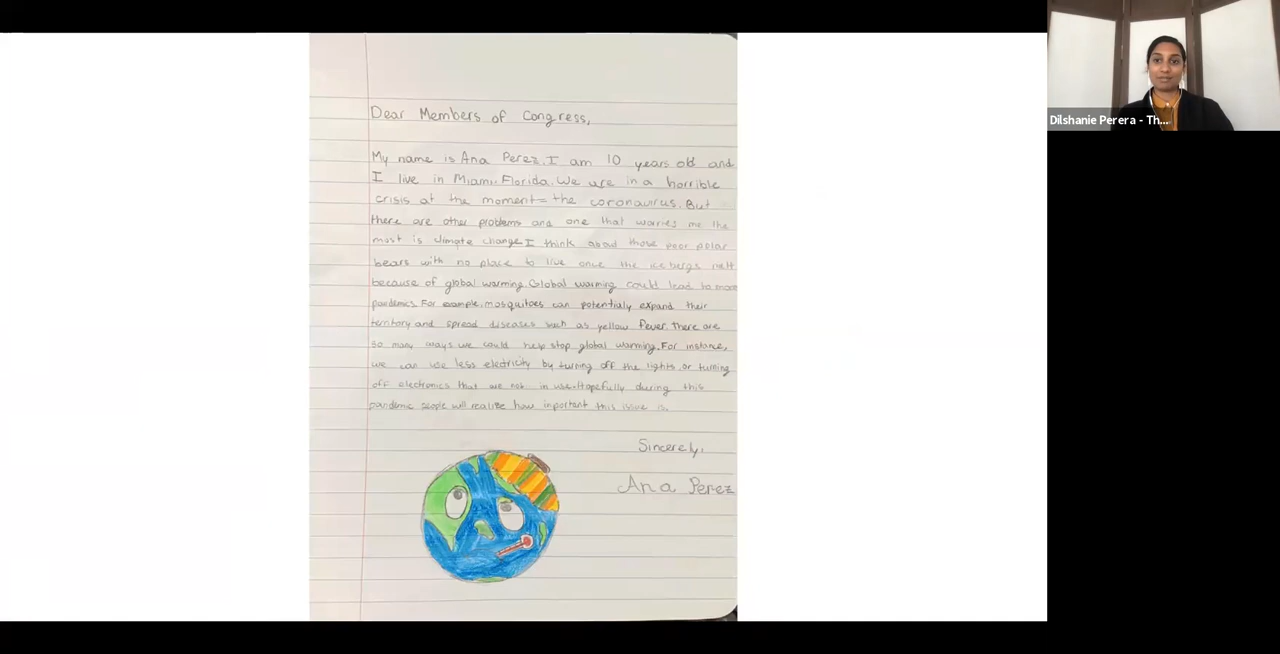 Dear Members of Congress,
My name is Ana Perez. I am 10 years old and
I live in Miami, Florida. We are in a horrible
crisis at the moment = the coronavirus. But
there are other problems and one that worries me the
most is climate change. I think about those poor polar
bears with no place to live once the icebergs melt
because of global warming. Global warming could lead to more
pandemics. For example, mosquitoes can potentialy expand their
territory and spread diseases such as yellow fever. There are
so many ways we could help stop global warming. For instance,
we can use less electricity by turning off the lights or turning
off electronics that are not in use. Hopefully during this
pandemic people will realize how important this issue is.
Sincerely,
Ana Perez
Dilshanie Perera - Th...